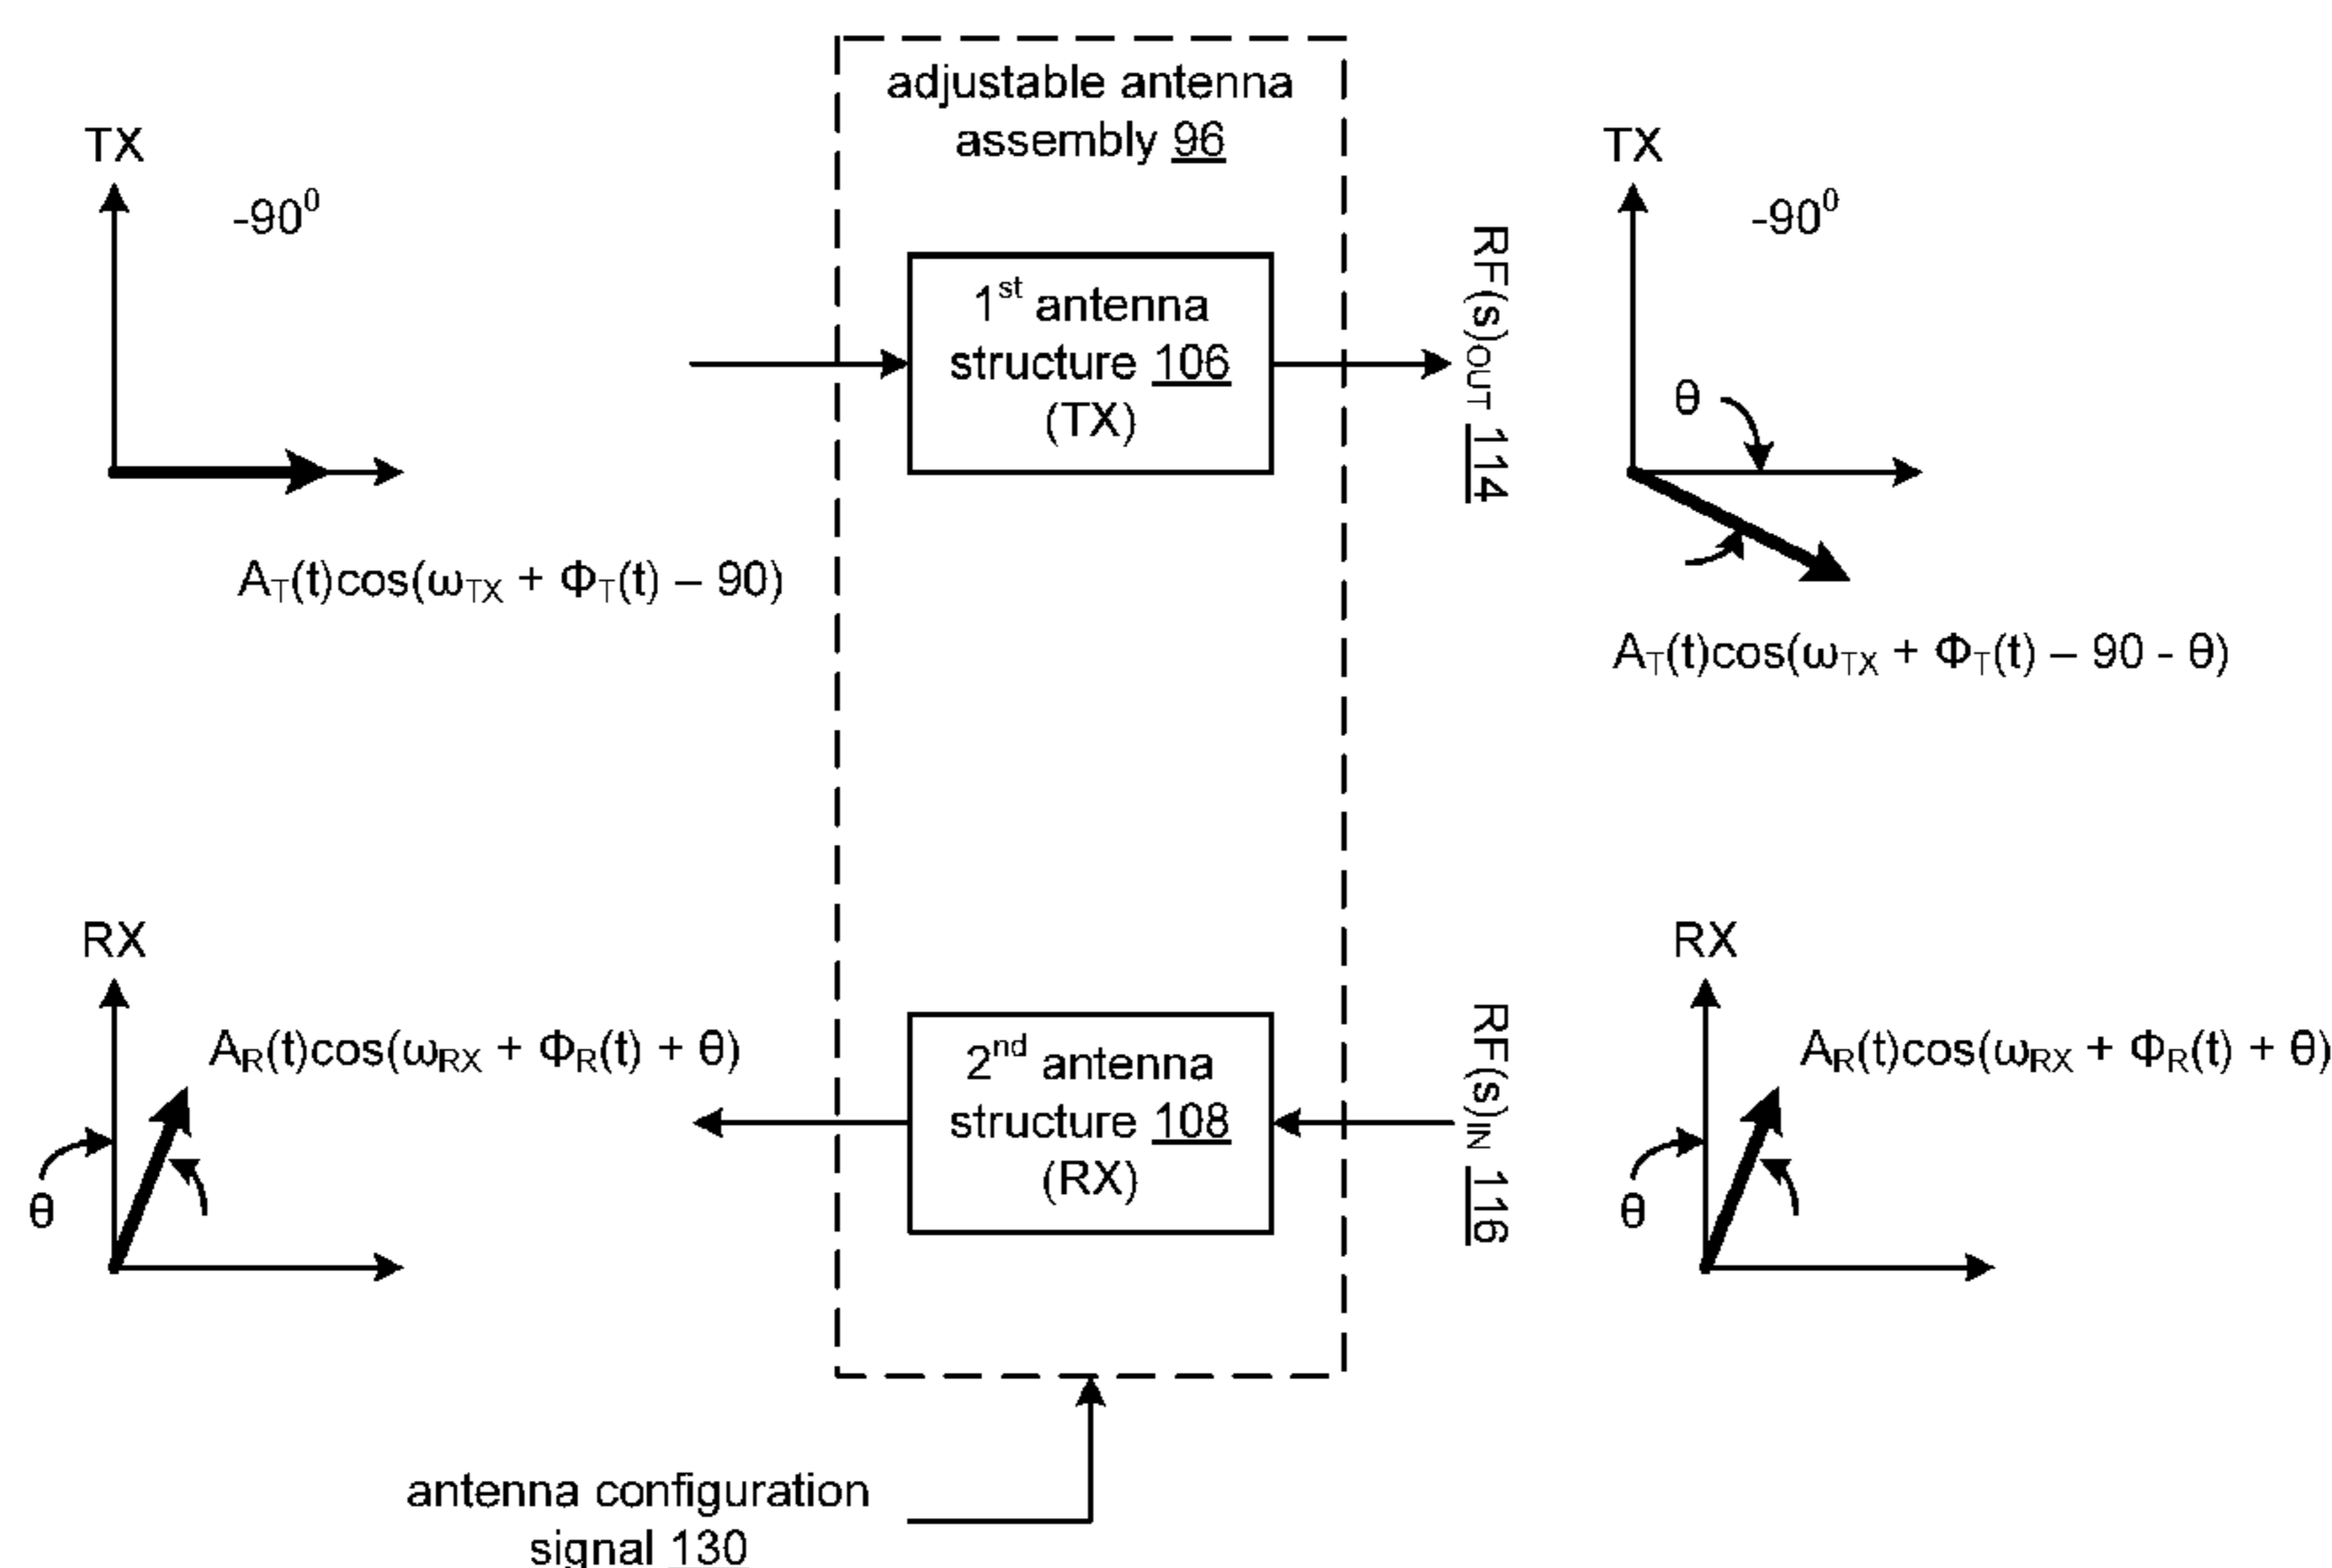 adjustable antenna
assembly 96
TX
-90⁰
TX
-90⁰
1ˢᵗ antenna
structure 106
(TX)
RF(s)OUT 114
θ
AT(t)cos(ωTX + ΦT(t) – 90)
AT(t)cos(ωTX + ΦT(t) – 90 - θ)
RX
AR(t)cos(ωRX + ΦR(t) + θ)
θ
2ⁿᵈ antenna
structure 108
(RX)
RF(s)IN 116
RX
AR(t)cos(ωRX + ΦR(t) + θ)
θ
antenna configuration
signal 130